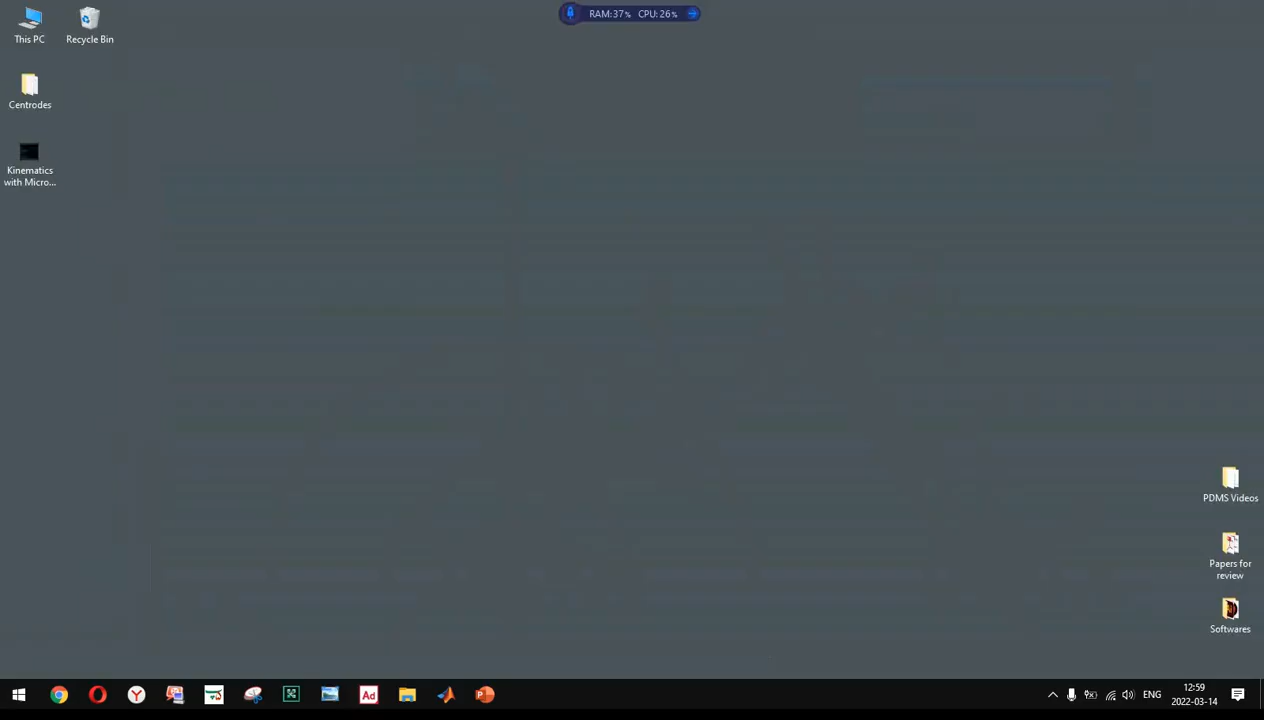 RAM:37% CPU:26%
This PC
Recycle Bin
Centrodes
Kinematics
with Micro...
PDMS Videos
Papers for
review
Softwares
Y
Ad
P
ENG
12:59
2022-03-14